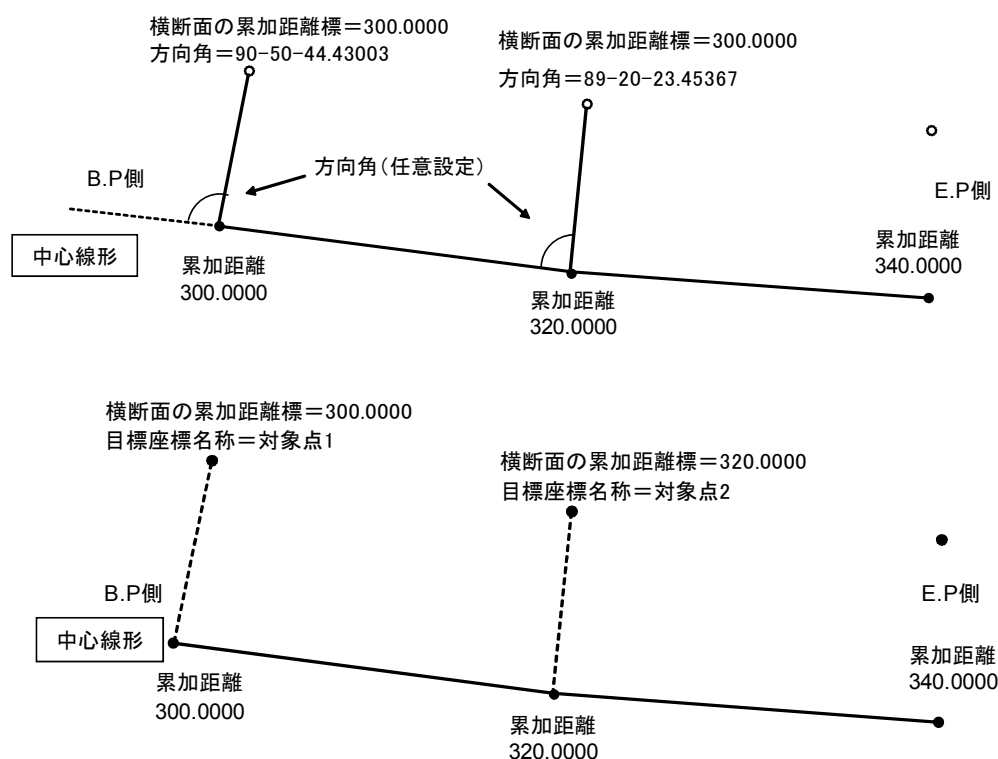 横断面の累加距離標＝300.0000
方向角＝90-50-44.43003
横断面の累加距離標＝300.0000
方向角＝89-20-23.45367
方向角（任意設定）
B.P側
E.P側
中心線形
累加距離
300.0000
累加距離
320.0000
累加距離
340.0000
横断面の累加距離標＝300.0000
目標座標名称＝対象点1
横断面の累加距離標＝320.0000
目標座標名称＝対象点2
B.P側
E.P側
中心線形
累加距離
300.0000
累加距離
320.0000
累加距離
340.0000